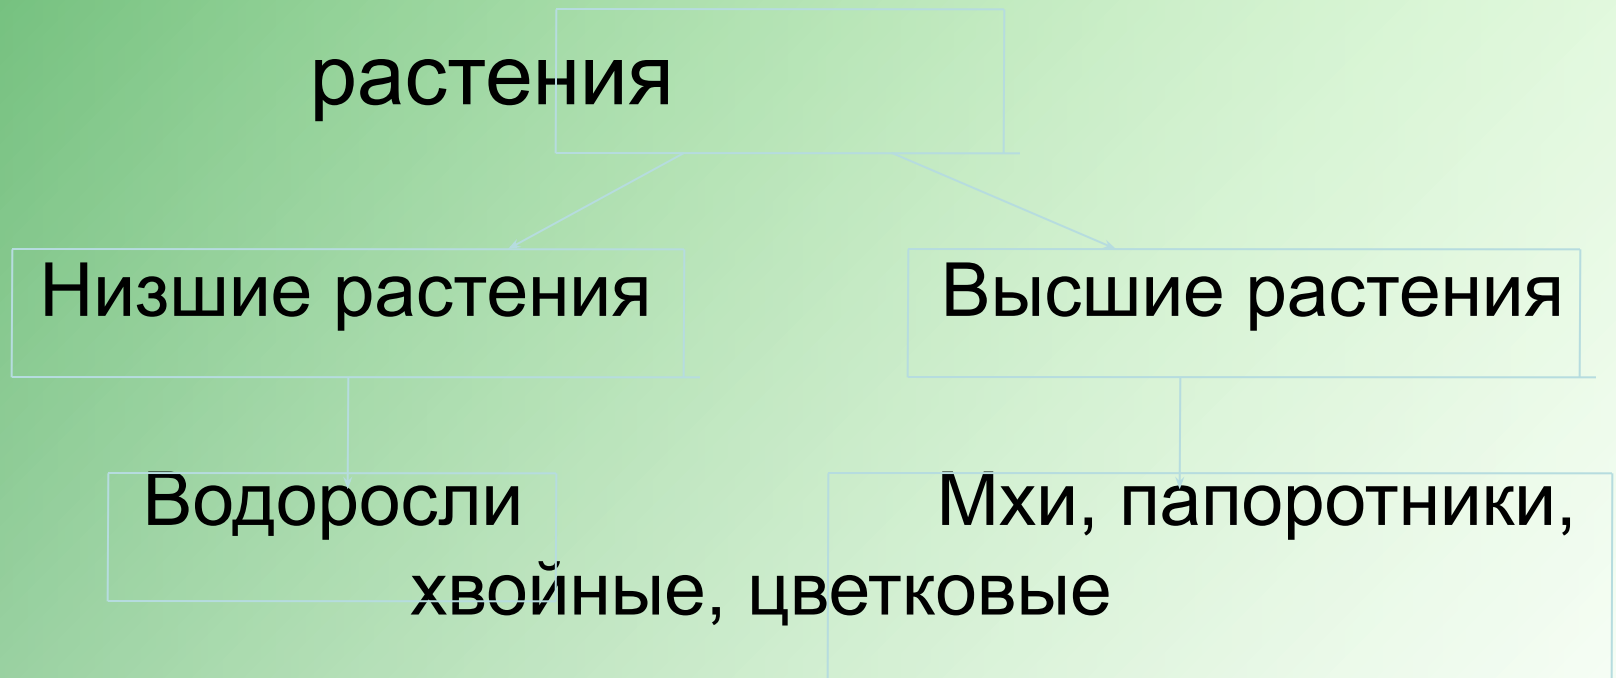 растения
Низшие растения Высшие растения
Водоросли Мхи, папоротники,
хвойные, цветковые